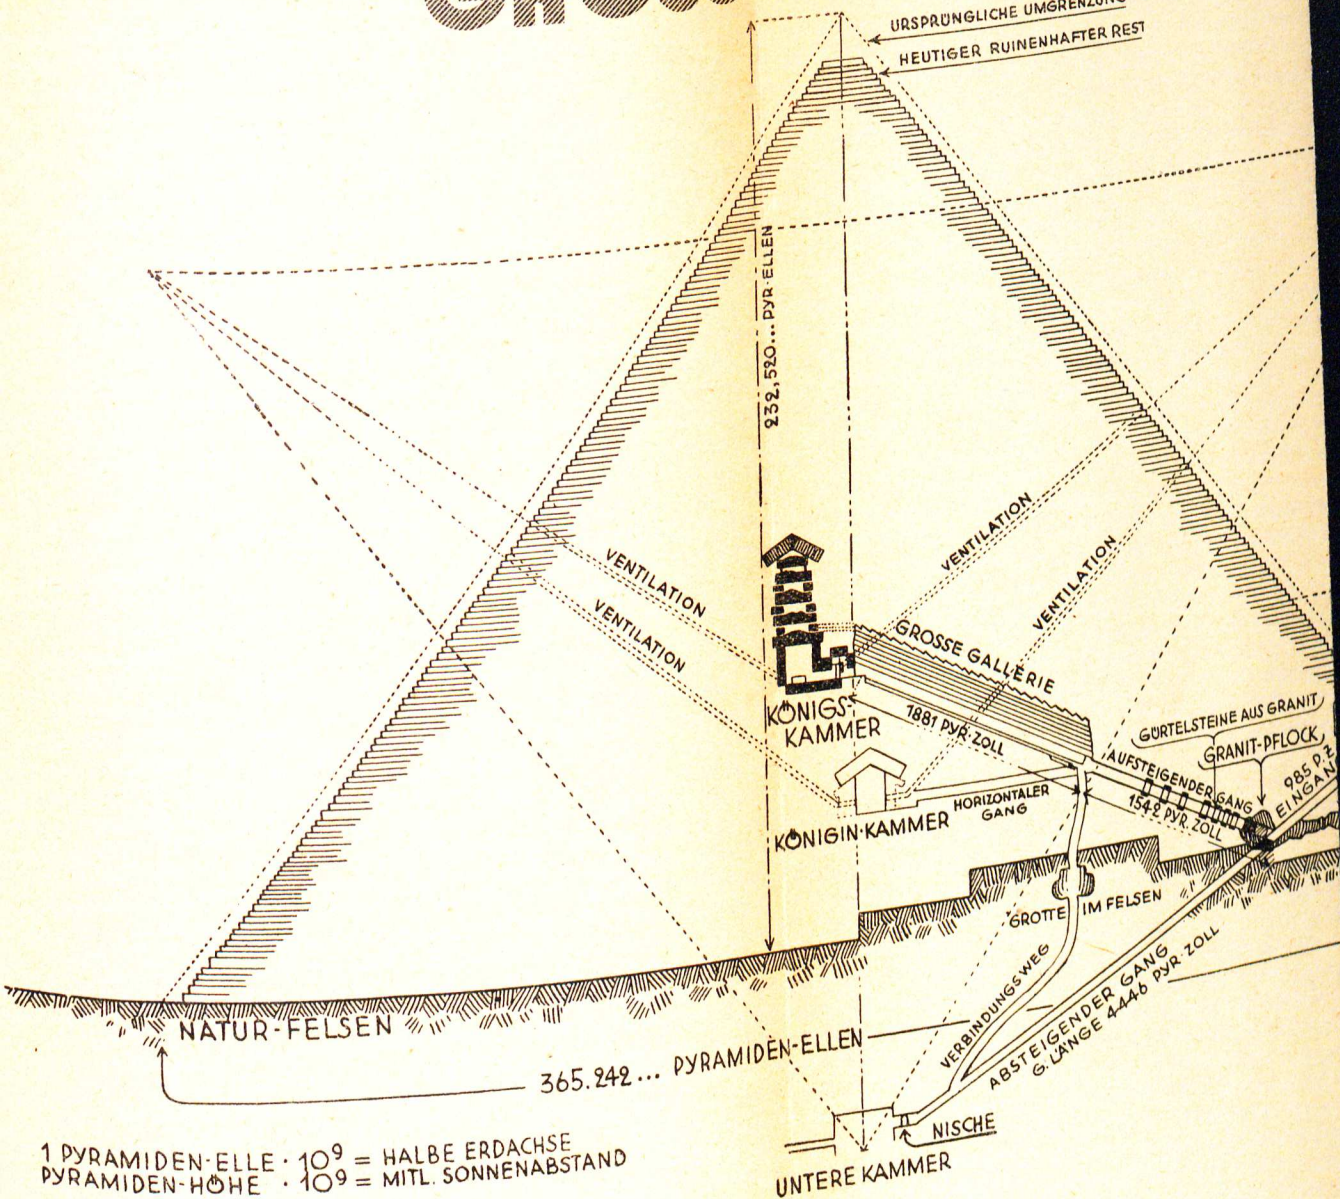 URSPRÜNGLICHE UMGRENZUNG
HEUTIGER RUINENHAFTER REST
232,520... PYR-ELLEN
VENTILATION
VENTILATION
VENTILATION
VENTILATION
GROSSE GALLERIE
KÖNIGS-
KAMMER
1881 PYR. ZOLL
GÜRTELSTEINE AUS GRANIT
GRANIT-PFLOCK
AUFSTEIGENDER GANG
1542 PYR. ZOLL
985 P.Z.
EINGAN
HORIZONTALER
GANG
KÖNIGIN-KAMMER
GROTTE IM FELSEN
NATUR-FELSEN
VERBINDUNGSWEG
ABSTEIGENDER GANG
G. LÄNGE 4446 PYR. ZOLL
365.242... PYRAMIDEN-ELLEN
NISCHE
UNTERE KAMMER
1 PYRAMIDEN-ELLE · 10⁹ = HALBE ERDACHSE
PYRAMIDEN-HÖHE · 10⁹ = MITL. SONNENABSTAND